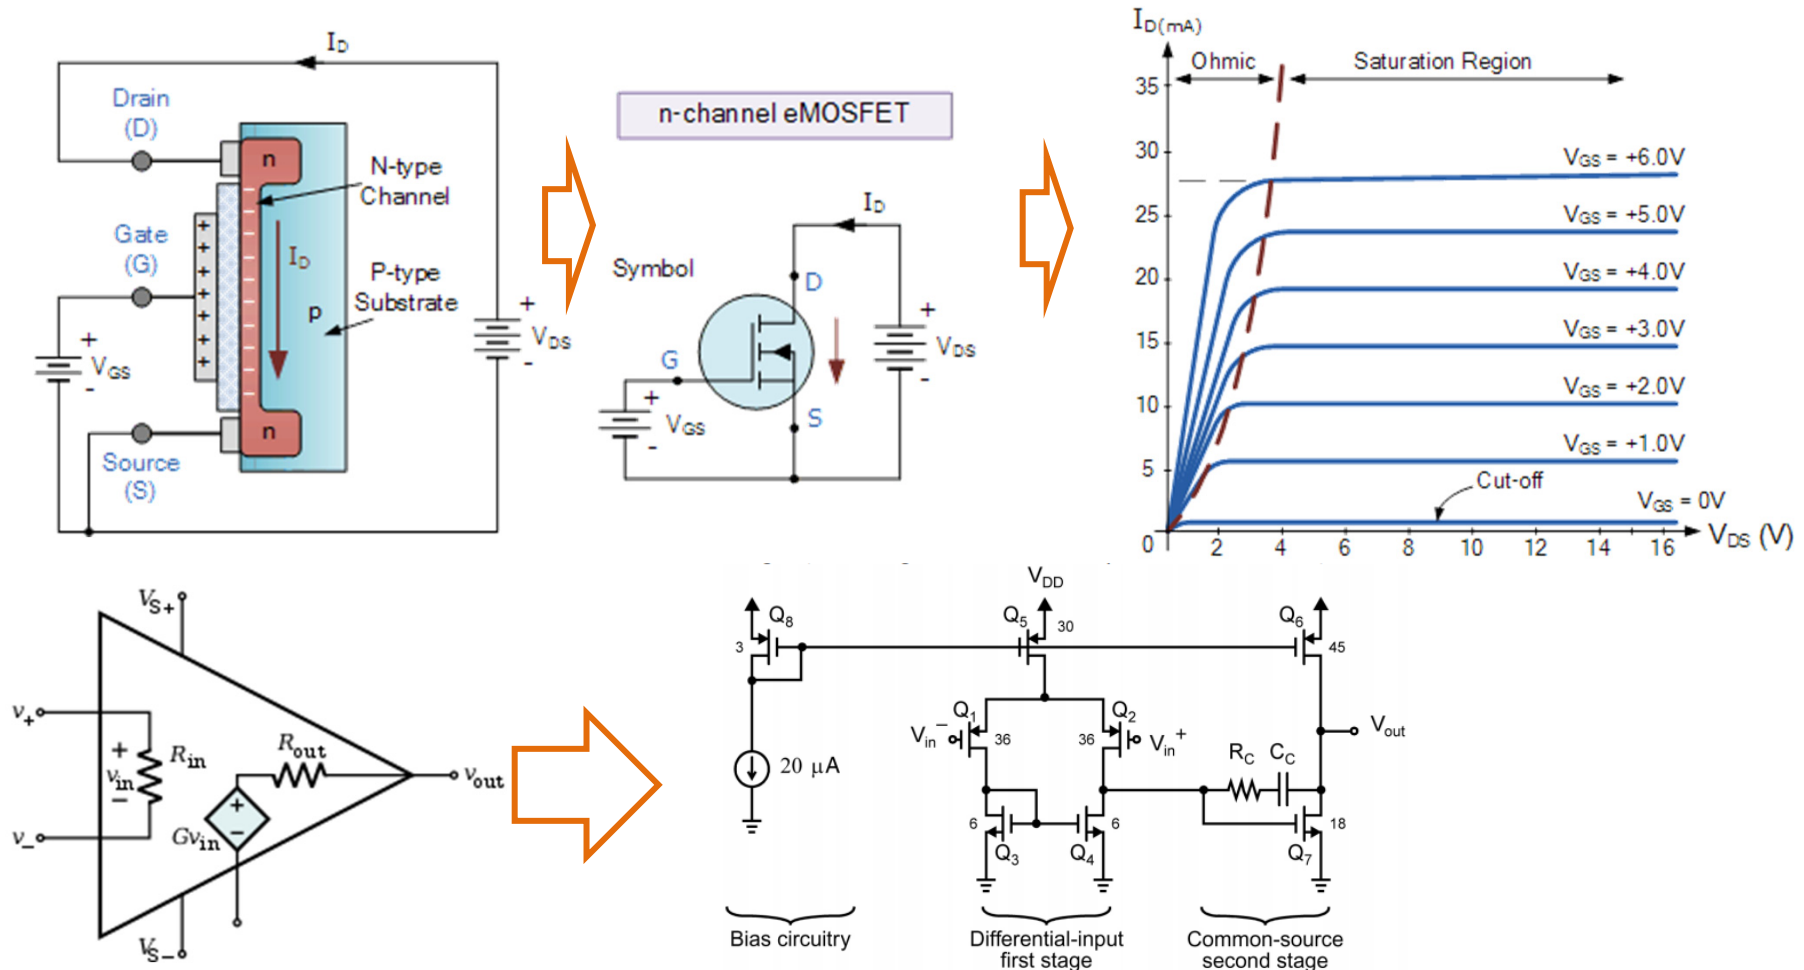 I_D
Drain
(D)
n
N-type
Channel
Gate
(G)
+
+
+
+
+
+
+
I_D
P-type
Substrate
p
+
V_GS
-
+
V_DS
-
n
Source
(S)
n-channel eMOSFET
Symbol
I_D
D
G
S
+
V_GS
-
+
V_DS
-
I_D(mA)
Ohmic
Saturation Region
35
30
25
20
15
10
5
0
V_GS = +6.0V
V_GS = +5.0V
V_GS = +4.0V
V_GS = +3.0V
V_GS = +2.0V
V_GS = +1.0V
Cut-off
V_GS = 0V
2 4 6 8 10 12 14 16
V_DS (V)
V_S+
v_+
+
v_in
−
R_in
R_out
+
−
Gv_in
v_out
v_−
V_S−
V_DD
Q_8
3
Q_5
30
Q_6
45
Q_1
Q_2
V_in^−
36
36
V_in^+
V_out
R_C
C_C
20 μA
6
6
18
Q_3
Q_4
Q_7
Bias circuitry
Differential-input
first stage
Common-source
second stage